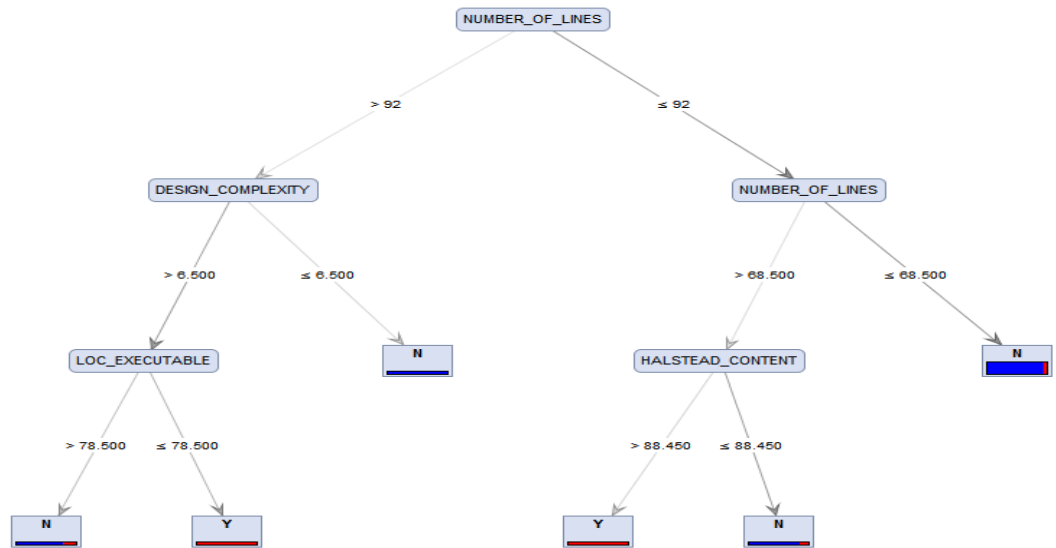 NUMBER_OF_LINES
> 92
≤ 92
DESIGN_COMPLEXITY
NUMBER_OF_LINES
> 6.500
≤ 6.500
> 68.500
≤ 68.500
LOC_EXECUTABLE
N
HALSTEAD_CONTENT
N
> 78.500
≤ 78.500
> 88.450
≤ 88.450
N
Y
Y
N